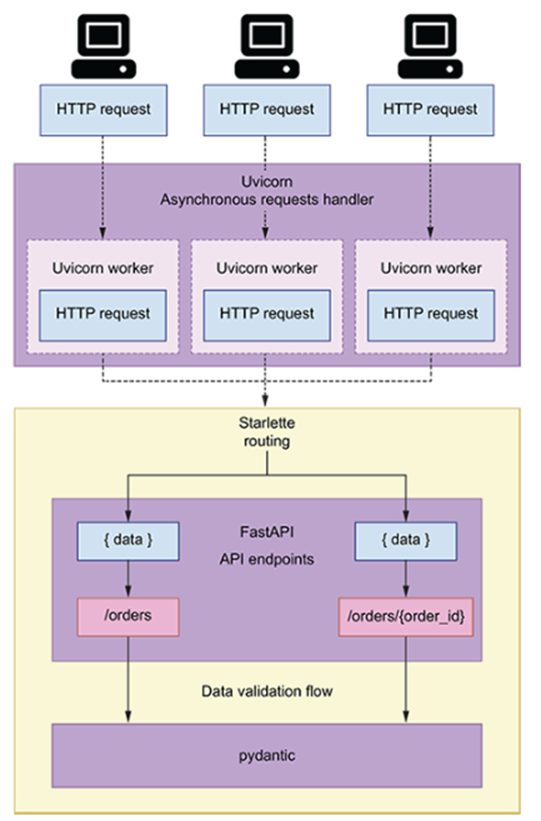 HTTP request
HTTP request
HTTP request
Uvicorn
Asynchronous requests handler
Uvicorn worker
Uvicorn worker
Uvicorn worker
HTTP request
HTTP request
HTTP request
Starlette
routing
{ data }
FastAPI
API endpoints
{ data }
/orders
/orders/{order_id}
Data validation flow
pydantic